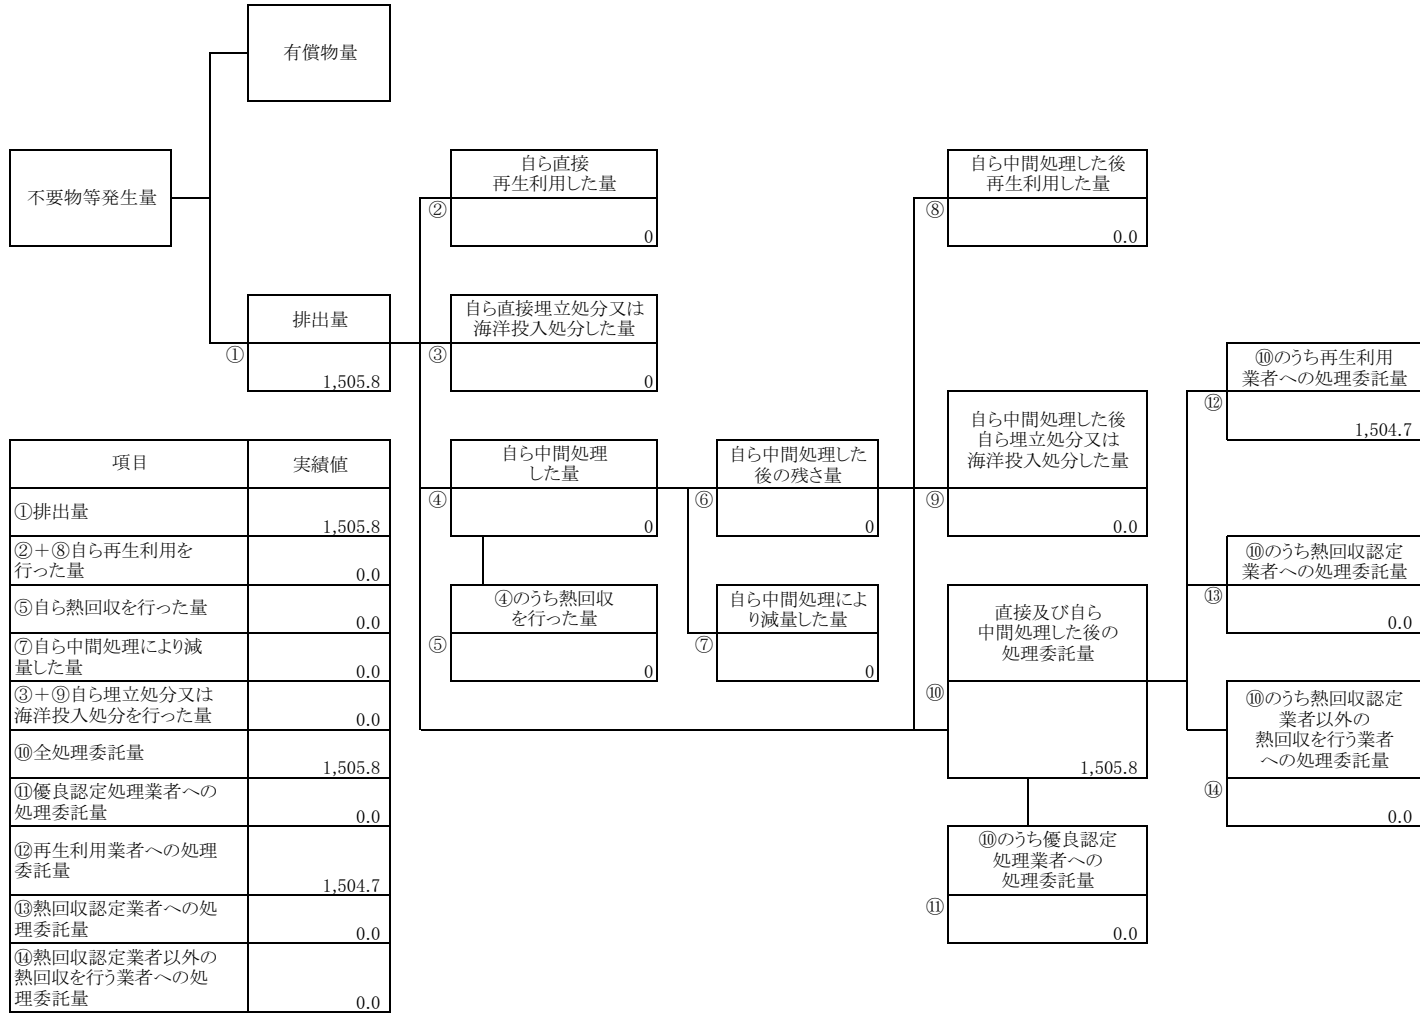 有償物量
不要物等発生量
自ら直接
再生利用した量
②
0
自ら中間処理した後
再生利用した量
⑧
0.0
排出量
①
1,505.8
自ら直接埋立処分又は
海洋投入処分した量
③
0
⑩のうち再生利用
業者への処理委託量
⑫
1,504.7
自ら中間処理
した量
④
0
自ら中間処理した
後の残さ量
⑥
0
自ら中間処理した後
自ら埋立処分又は
海洋投入処分した量
⑨
0.0
⑩のうち熱回収認定
業者への処理委託量
⑬
0.0
④のうち熱回収
を行った量
⑤
0
自ら中間処理によ
り減量した量
⑦
0
直接及び自ら
中間処理した後の
処理委託量
⑩
1,505.8
⑩のうち熱回収認定
業者以外の
熱回収を行う業者
への処理委託量
⑭
0.0
⑩のうち優良認定
処理業者への
処理委託量
⑪
0.0
項目
実績値
①排出量
1,505.8
②＋⑧自ら再生利用を
行った量
0.0
⑤自ら熱回収を行った量
0.0
⑦自ら中間処理により減
量した量
0.0
③＋⑨自ら埋立処分又は
海洋投入処分を行った量
0.0
⑩全処理委託量
1,505.8
⑪優良認定処理業者への
処理委託量
0.0
⑫再生利用業者への処理
委託量
1,504.7
⑬熱回収認定業者への処
理委託量
0.0
⑭熱回収認定業者以外の
熱回収を行う業者への処
理委託量
0.0